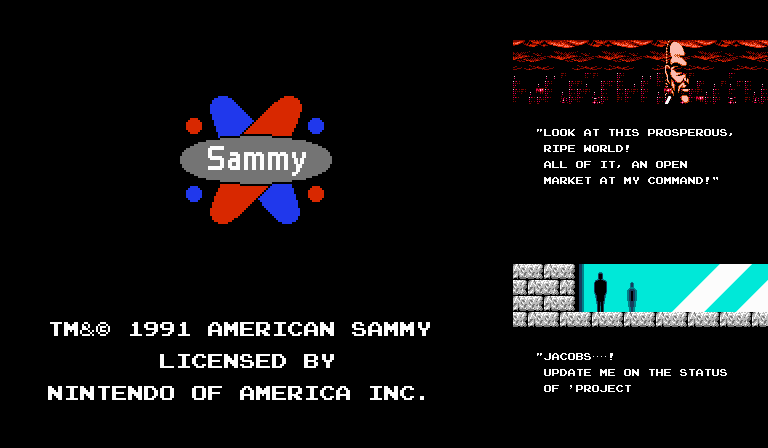 Sammy
TM&© 1991 AMERICAN SAMMY
LICENSED BY
NINTENDO OF AMERICA INC.
"LOOK AT THIS PROSPEROUS,
RIPE WORLD!
ALL OF IT, AN OPEN
MARKET AT MY COMMAND!"
"JACOBS····!
UPDATE ME ON THE STATUS
OF 'PROJECT